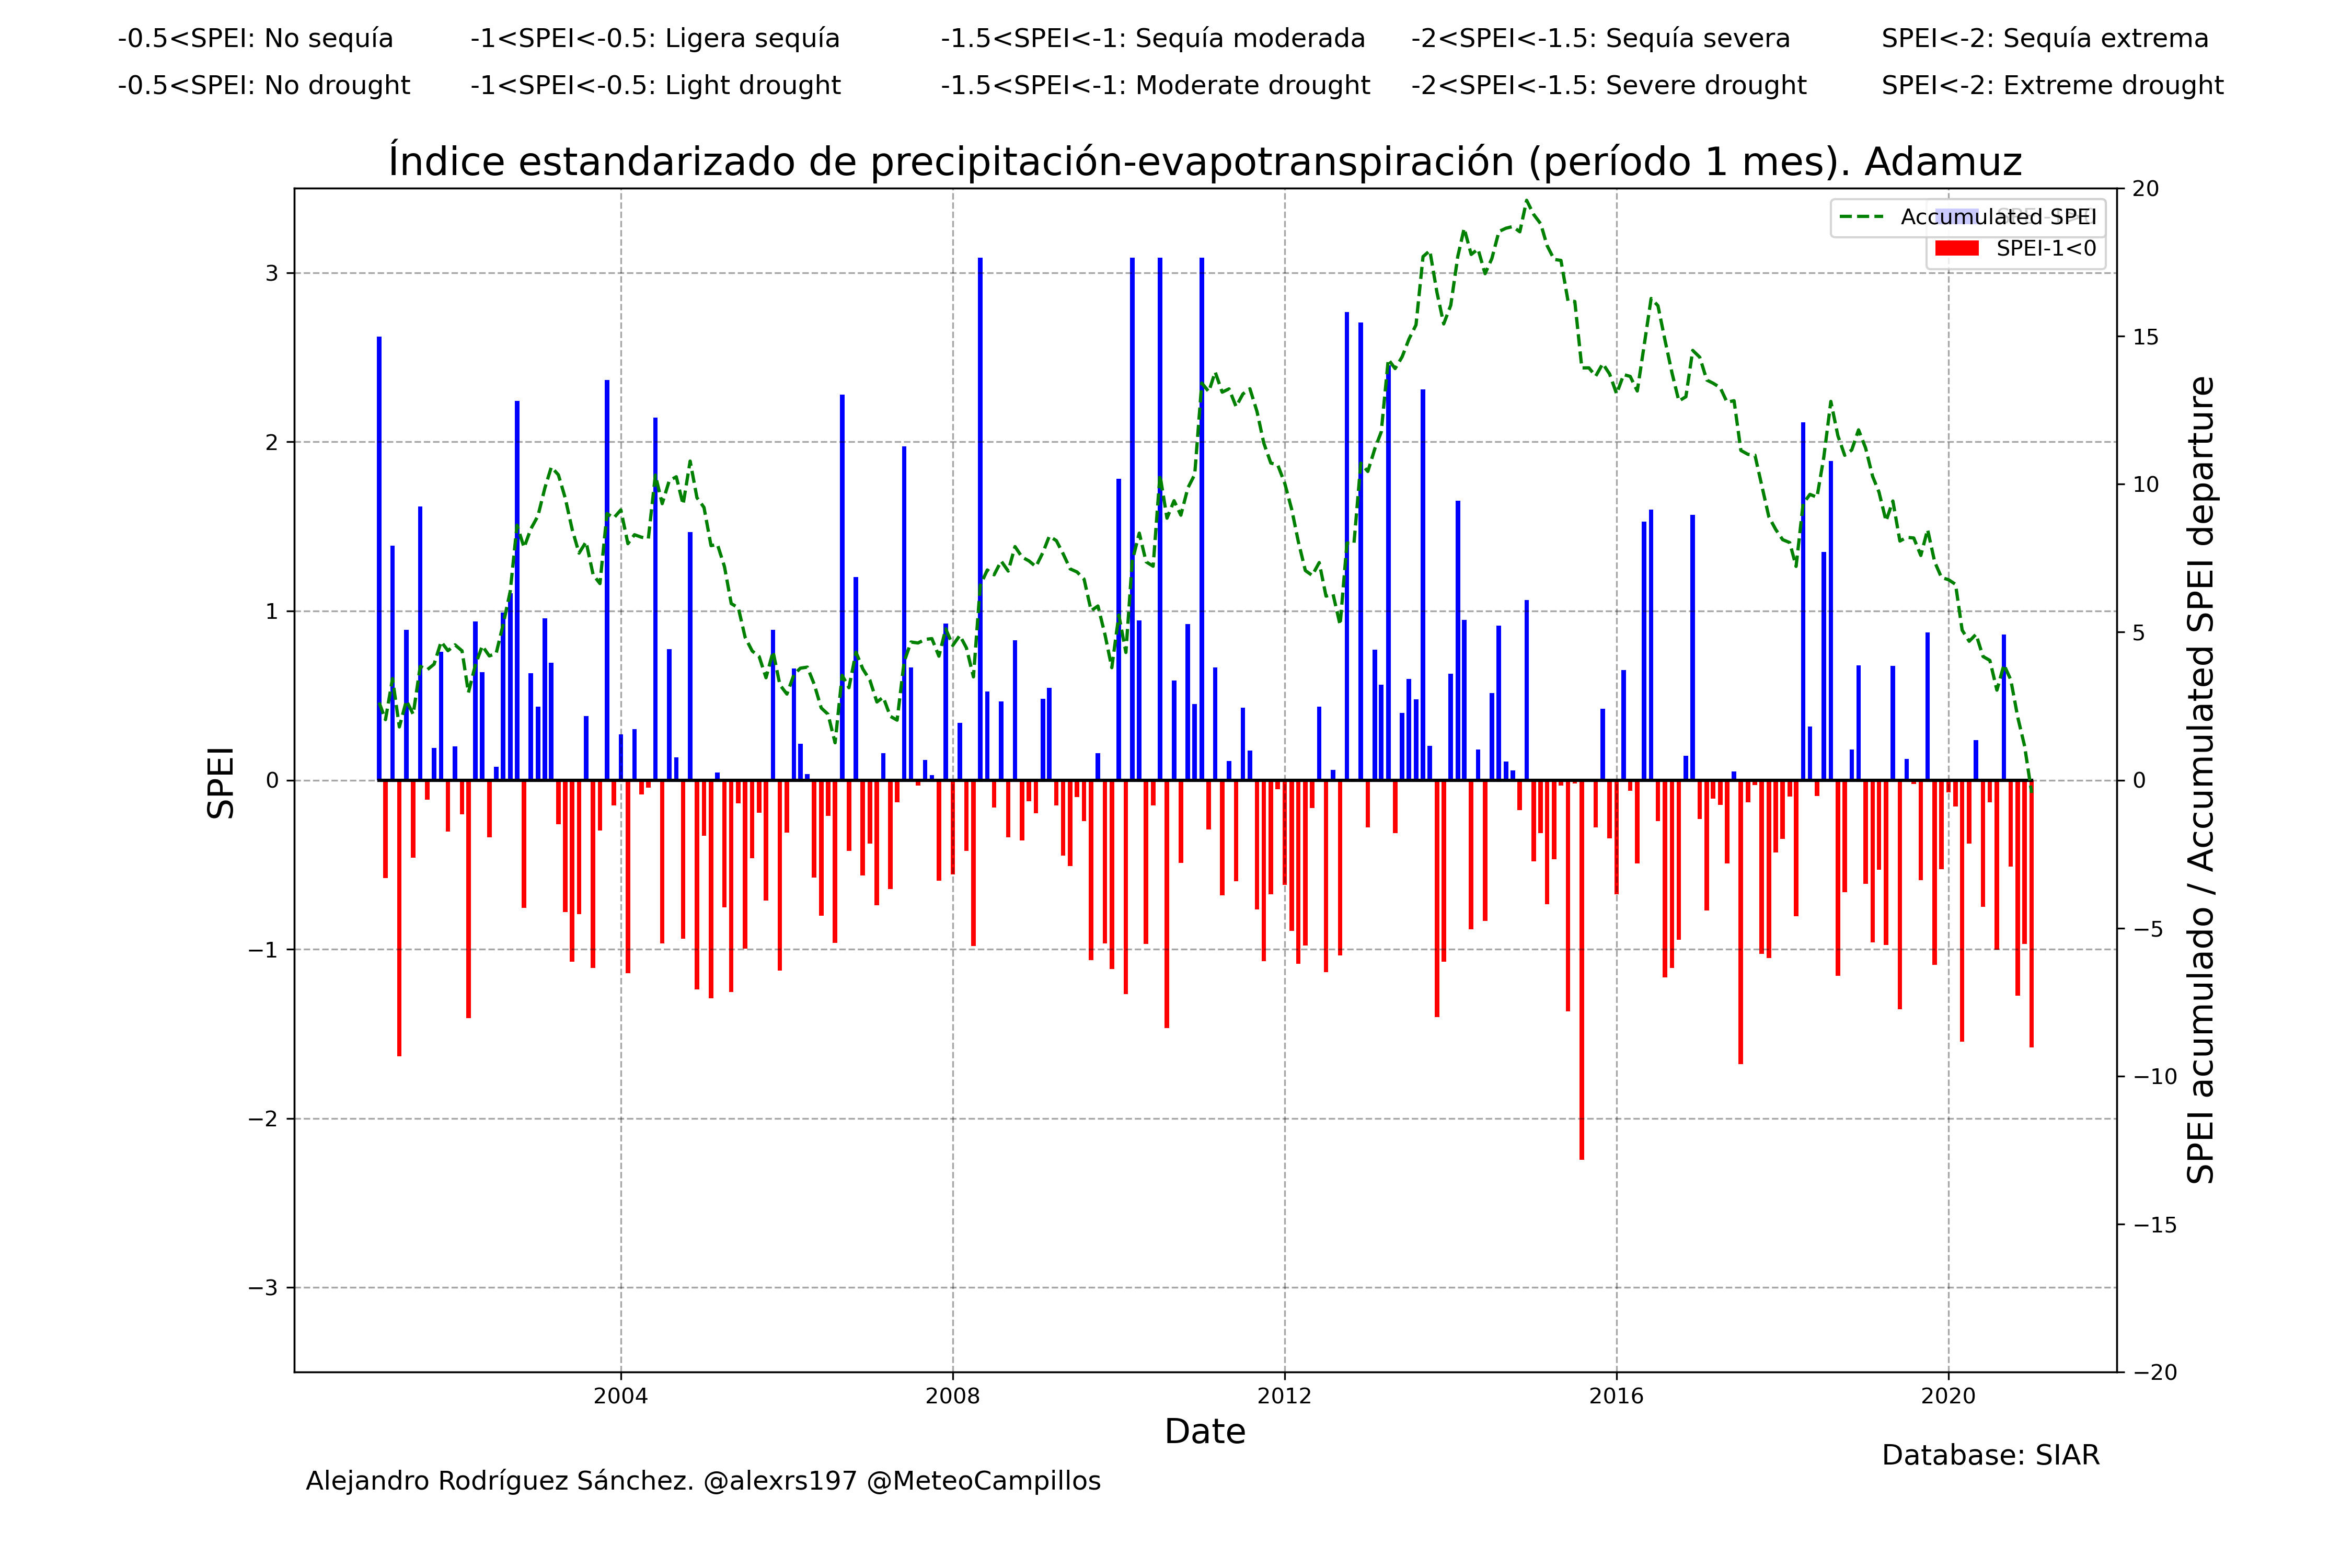 -0.5<SPEI: No sequía -1<SPEI<-0.5: Ligera sequía -1.5<SPEI<-1: Sequía moderada -2<SPEI<-1.5: Sequía severa SPEI<-2: Sequía extrema
-0.5<SPEI: No drought -1<SPEI<-0.5: Light drought -1.5<SPEI<-1: Moderate drought -2<SPEI<-1.5: Severe drought SPEI<-2: Extreme drought
Índice estandarizado de precipitación-evapotranspiración (período 1 mes). Adamuz
Accumulated SPEI
SPEI-1<0
SPEI
3
2
1
0
−1
−2
−3
20
15
10
5
0
−5
−10
−15
−20
SPEI acumulado / Accumulated SPEI departure
2004 2008 2012 2016 2020
Date
Database: SIAR
Alejandro Rodríguez Sánchez. @alexrs197 @MeteoCampillos